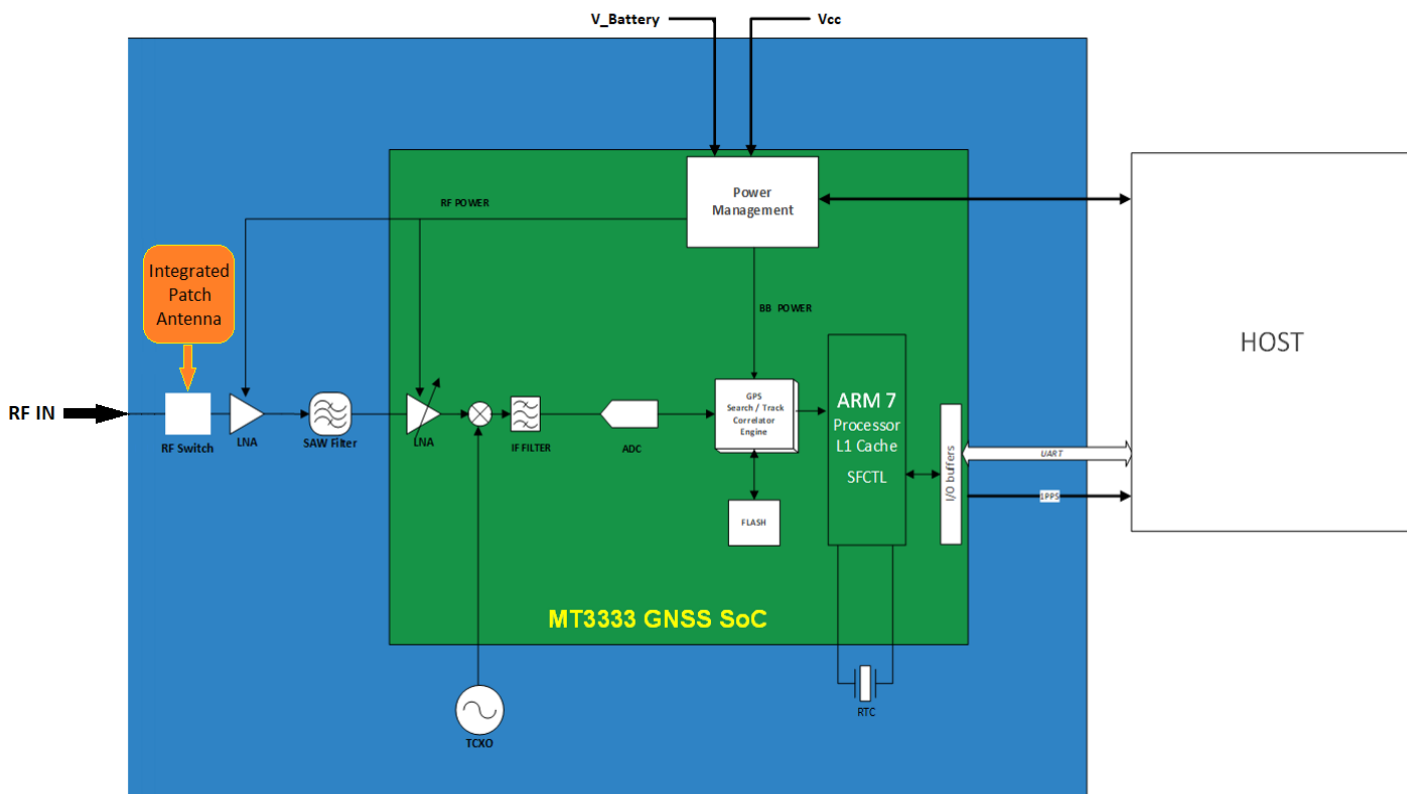 V_Battery
Vcc
Power
Management
RF POWER
Integrated
Patch
Antenna
BB POWER
HOST
RF IN
RF Switch
LNA
SAW Filter
LNA
IF FILTER
ADC
GPS
Search / Track
Correlator
Engine
ARM 7
Processor
L1 Cache
SFCTL
I/O buffers
UART
1PPS
FLASH
MT3333 GNSS SoC
TCXO
RTC